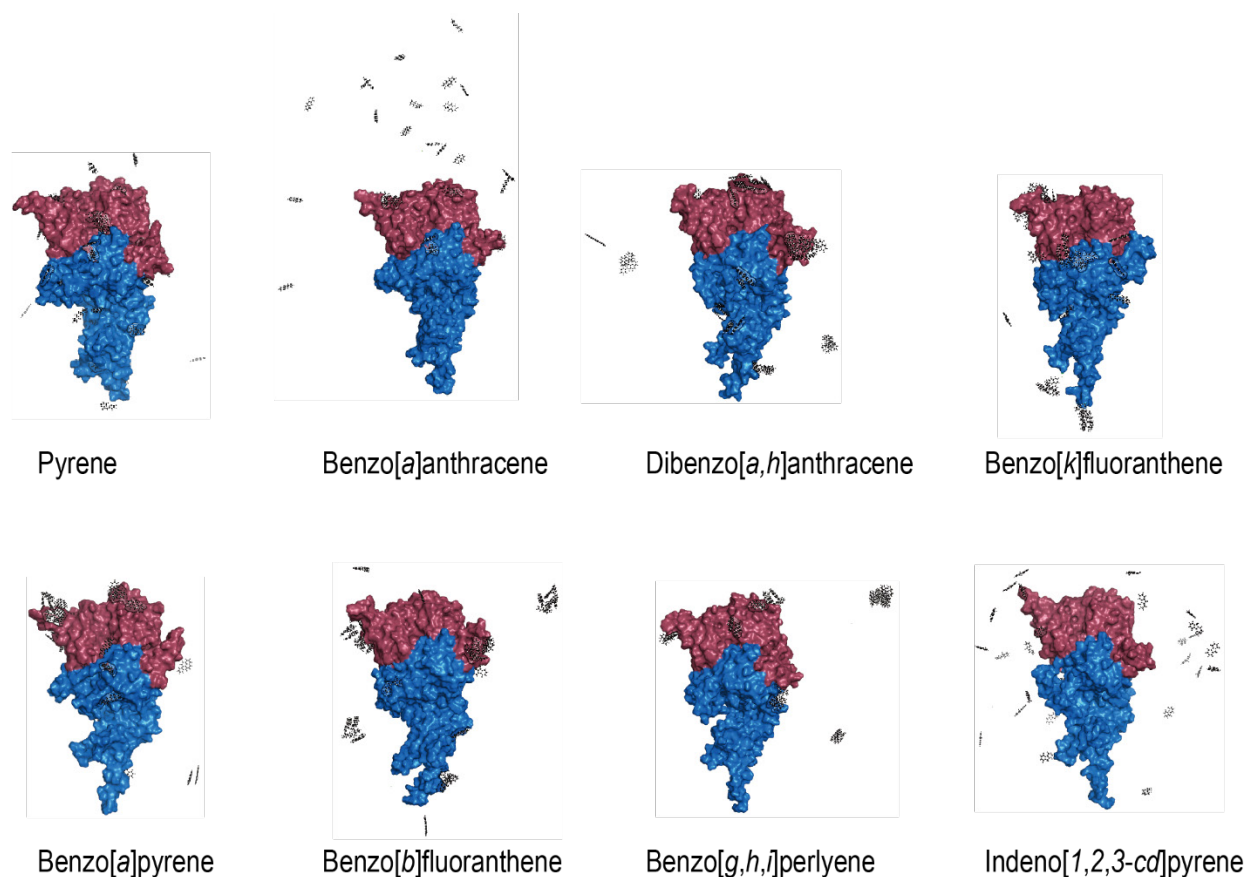 Pyrene
Benzo[a]anthracene
Dibenzo[a,h]anthracene
Benzo[k]fluoranthene
Benzo[a]pyrene
Benzo[b]fluoranthene
Benzo[g,h,i]perlyene
Indeno[1,2,3-cd]pyrene